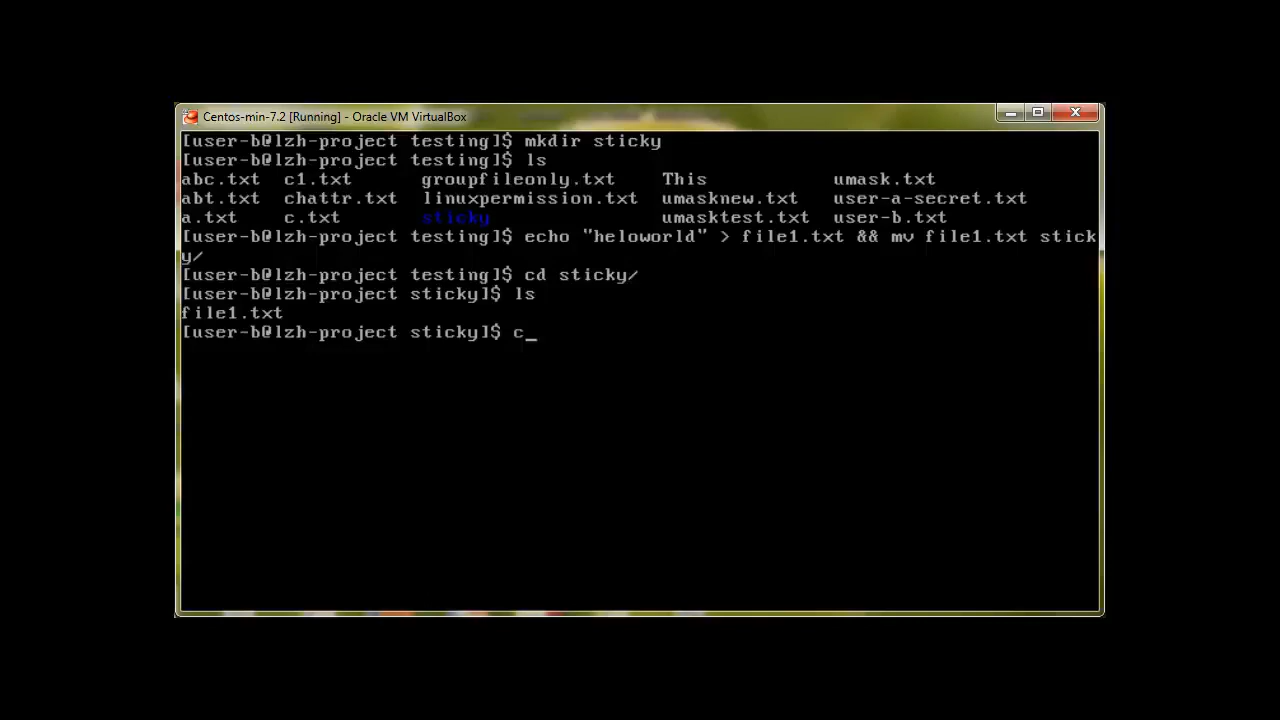 Centos-min-7.2 [Running] - Oracle VM VirtualBox
[user-b@lzh-project testing]$ mkdir sticky
[user-b@lzh-project testing]$ ls
abc.txt c1.txt groupfileonly.txt This umask.txt
abt.txt chattr.txt linuxpermission.txt umasknew.txt user-a-secret.txt
a.txt c.txt sticky umasktest.txt user-b.txt
[user-b@lzh-project testing]$ echo "heloworld" > file1.txt && mv file1.txt stick
y/
[user-b@lzh-project testing]$ cd sticky/
[user-b@lzh-project sticky]$ ls
file1.txt
[user-b@lzh-project sticky]$ c_